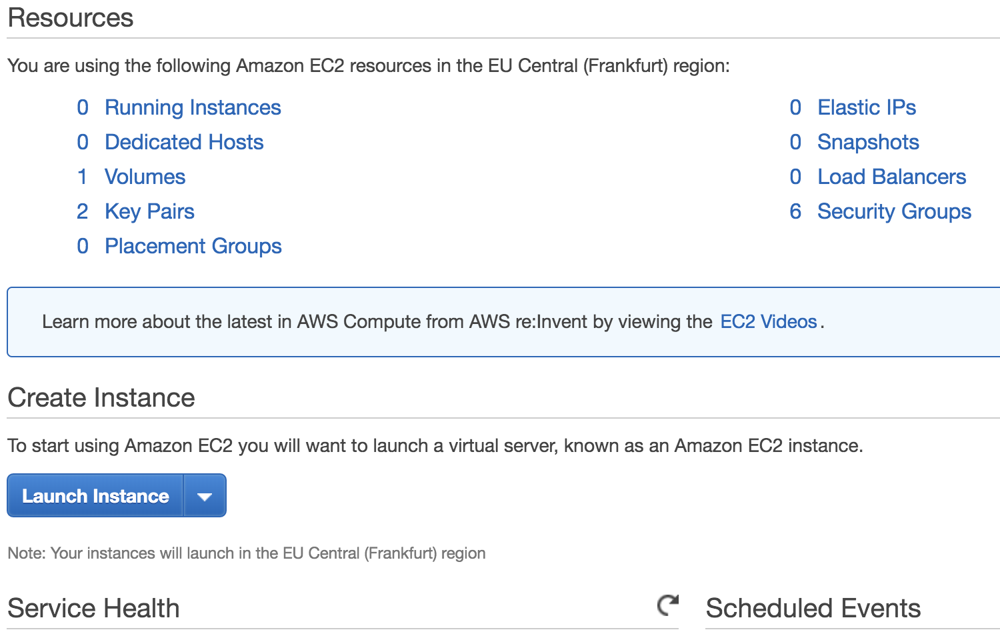 Resources
You are using the following Amazon EC2 resources in the EU Central (Frankfurt) region:
0 Running Instances
0 Dedicated Hosts
1 Volumes
2 Key Pairs
0 Placement Groups
0 Elastic IPs
0 Snapshots
0 Load Balancers
6 Security Groups
Learn more about the latest in AWS Compute from AWS re:Invent by viewing the EC2 Videos.
Create Instance
To start using Amazon EC2 you will want to launch a virtual server, known as an Amazon EC2 instance.
Launch Instance
Note: Your instances will launch in the EU Central (Frankfurt) region
Service Health
Scheduled Events